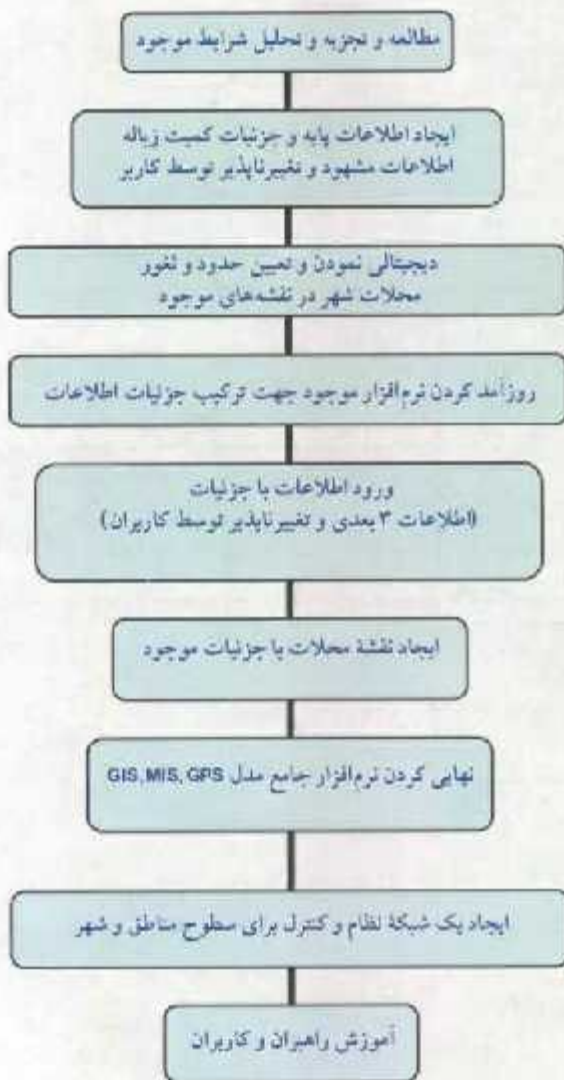 مطالعه و تجزیه و تحلیل شرایط موجود
ایجاد اطلاعات پایه و جزئیات کمیت زباله
اطلاعات مشهود و تغییرناپذیر توسط کاربر
دیجیتالی نمودن و تعیین حدود و ثغور
محلات شهر در نقشه‌های موجود
روزآمد کردن نرم‌افزار موجود جهت ترکیب جزئیات اطلاعات
ورود اطلاعات با جزئیات
(اطلاعات ۳ بعدی و تغییرناپذیر توسط کاربران)
ایجاد نقشهٔ محلات با جزئیات موجود
نهایی کردن نرم‌افزار جامع مدل GIS, MIS, GPS
ایجاد یک شبکهٔ نظام و کنترل برای سطوح مناطق و شهر
آموزش راهبران و کاربران